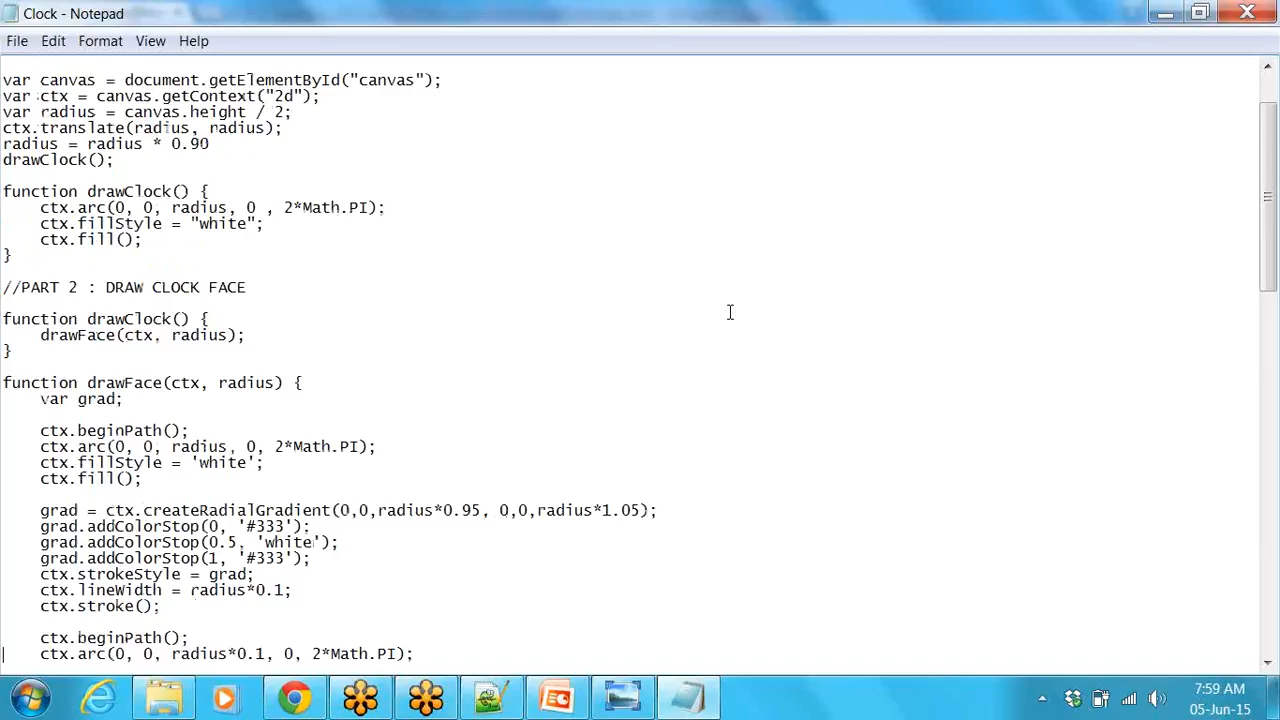 Clock - Notepad
File Edit Format View Help
var canvas = document.getElementById("canvas");
var ctx = canvas.getContext("2d");
var radius = canvas.height / 2;
ctx.translate(radius, radius);
radius = radius * 0.90
drawClock();
function drawClock() {
    ctx.arc(0, 0, radius, 0 , 2*Math.PI);
    ctx.fillStyle = "white";
    ctx.fill();
}
//PART 2 : DRAW CLOCK FACE
function drawClock() {
    drawFace(ctx, radius);
}
function drawFace(ctx, radius) {
    var grad;
    ctx.beginPath();
    ctx.arc(0, 0, radius, 0, 2*Math.PI);
    ctx.fillStyle = 'white';
    ctx.fill();
    grad = ctx.createRadialGradient(0,0,radius*0.95, 0,0,radius*1.05);
    grad.addColorStop(0, '#333');
    grad.addColorStop(0.5, 'white');
    grad.addColorStop(1, '#333');
    ctx.strokeStyle = grad;
    ctx.lineWidth = radius*0.1;
    ctx.stroke();
    ctx.beginPath();
    ctx.arc(0, 0, radius*0.1, 0, 2*Math.PI);
7:59 AM
05-Jun-15